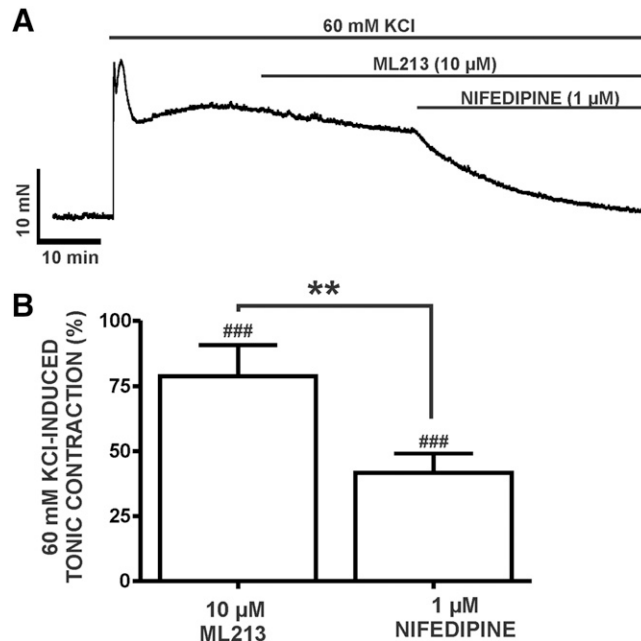 A
60 mM KCl
ML213 (10 µM)
NIFEDIPINE (1 µM)
10 mN
10 min
B
**
60 mM KCl-INDUCED
TONIC CONTRACTION (%)
100
75
50
25
0
###
###
10 µM
ML213
1 µM
NIFEDIPINE